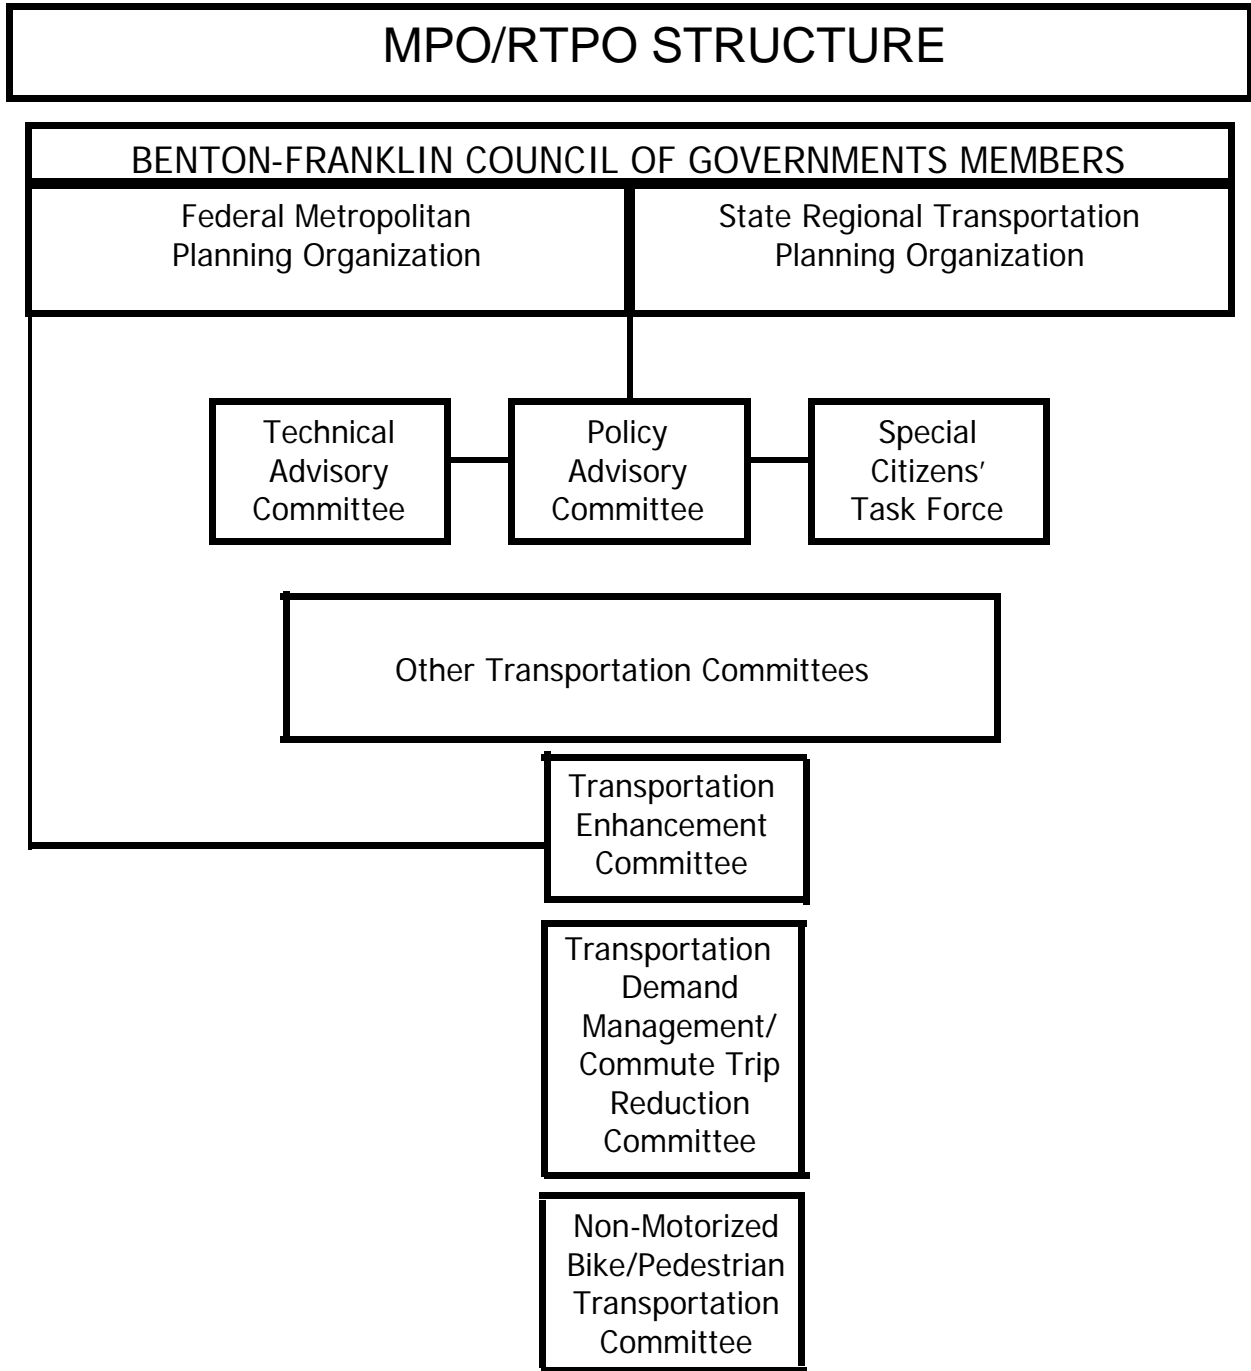 MPO/RTPO STRUCTURE
BENTON-FRANKLIN COUNCIL OF GOVERNMENTS MEMBERS
Federal Metropolitan
Planning Organization
State Regional Transportation
Planning Organization
Technical
Advisory
Committee
Policy
Advisory
Committee
Special
Citizens’
Task Force
Other Transportation Committees
Transportation
Enhancement
Committee
Transportation
Demand
Management/
Commute Trip
Reduction
Committee
Non-Motorized
Bike/Pedestrian
Transportation
Committee